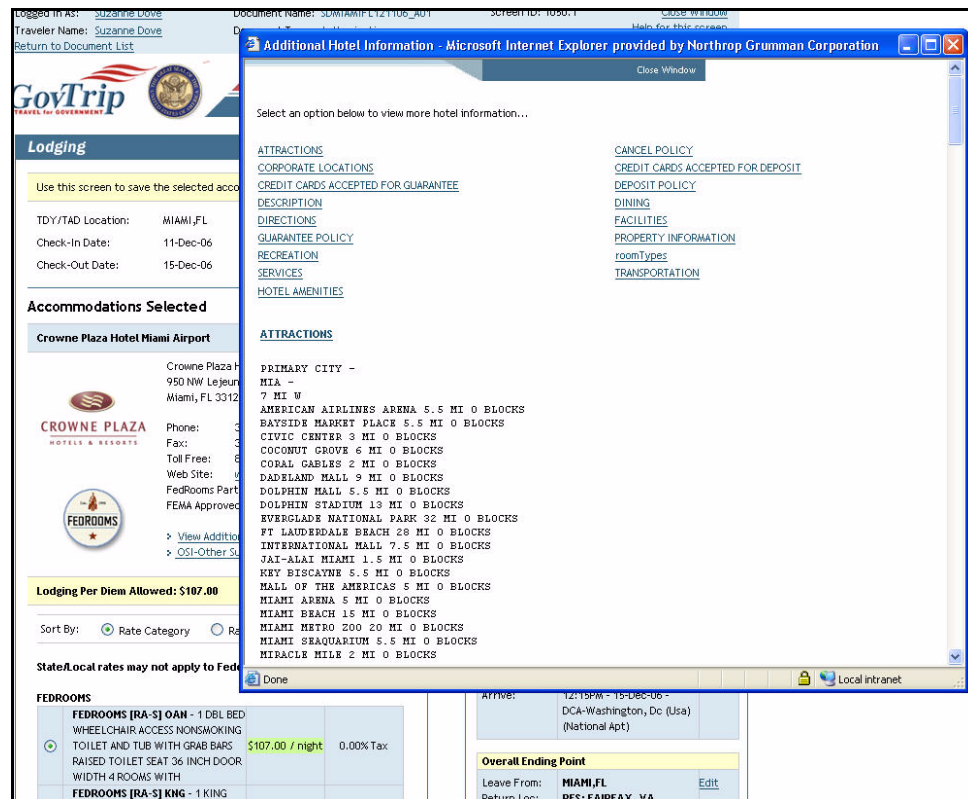 Logged In As: Suzanne Dove Document Name: SDMIAMIFL121106_A01 Screen ID: 1050.1 Close Window
Traveler Name: Suzanne Dove Help for this screen
Return to Document List
Additional Hotel Information - Microsoft Internet Explorer provided by Northrop Grumman Corporation
Close Window
GovTrip
TRAVEL for GOVERNMENT
Select an option below to view more hotel information...
Lodging
ATTRACTIONS CANCEL POLICY
CORPORATE LOCATIONS CREDIT CARDS ACCEPTED FOR DEPOSIT
CREDIT CARDS ACCEPTED FOR GUARANTEE DEPOSIT POLICY
DESCRIPTION DINING
DIRECTIONS FACILITIES
GUARANTEE POLICY PROPERTY INFORMATION
RECREATION roomTypes
SERVICES TRANSPORTATION
HOTEL AMENITIES
Use this screen to save the selected acco
TDY/TAD Location: MIAMI,FL
Check-In Date: 11-Dec-06
Check-Out Date: 15-Dec-06
Accommodations Selected
Crowne Plaza Hotel Miami Airport
Crowne Plaza H
950 NW Lejeun
Miami, FL 3312
CROWNE PLAZA
HOTELS & RESORTS
Phone: 3
Fax: 3
Toll Free: 8
Web Site:
FedRooms Part
FEMA Approved
FEDROOMS
View Additio
OSI-Other Su
ATTRACTIONS
PRIMARY CITY -
MIA -
7 MI W
AMERICAN AIRLINES ARENA 5.5 MI 0 BLOCKS
BAYSIDE MARKET PLACE 5.5 MI 0 BLOCKS
CIVIC CENTER 3 MI 0 BLOCKS
COCONUT GROVE 6 MI 0 BLOCKS
CORAL GABLES 2 MI 0 BLOCKS
DADELAND MALL 9 MI 0 BLOCKS
DOLPHIN MALL 5.5 MI 0 BLOCKS
DOLPHIN STADIUM 13 MI 0 BLOCKS
EVERGLADE NATIONAL PARK 32 MI 0 BLOCKS
FT LAUDERDALE BEACH 28 MI 0 BLOCKS
INTERNATIONAL MALL 7.5 MI 0 BLOCKS
JAI-ALAI MIAMI 1.5 MI 0 BLOCKS
KEY BISCAYNE 5.5 MI 0 BLOCKS
MALL OF THE AMERICAS 5 MI 0 BLOCKS
MIAMI ARENA 5 MI 0 BLOCKS
MIAMI BEACH 15 MI 0 BLOCKS
MIAMI METRO ZOO 20 MI 0 BLOCKS
MIAMI SEAQUARIUM 5.5 MI 0 BLOCKS
MIRACLE MILE 2 MI 0 BLOCKS
Done Local intranet
Lodging Per Diem Allowed: $107.00
Sort By: Rate Category Ra
State/Local rates may not apply to Fede
FEDROOMS
FEDROOMS [RA-S] OAN - 1 DBL BED
WHEELCHAIR ACCESS NONSMOKING
TOILET AND TUB WITH GRAB BARS $107.00 / night 0.00% Tax
RAISED TOILET SEAT 36 INCH DOOR
WIDTH 4 ROOMS WITH
FEDROOMS [RA-S] KNG - 1 KING
Arrive: 12:15PM - 15-Dec-06 -
DCA-Washington, Dc (Usa)
(National Apt)
Overall Ending Point
Leave From: MIAMI,FL Edit
Return Loc: RES: FAIRFAX, VA